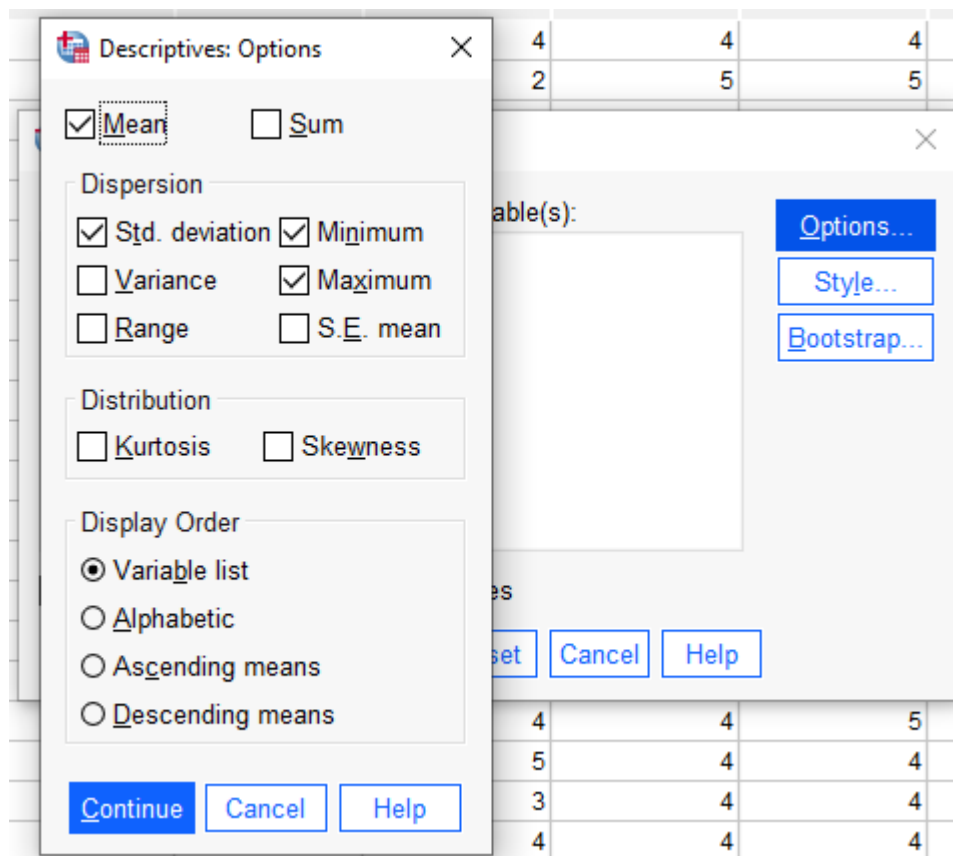 Descriptives: Options
4 4 4
2 5 5
Mean Sum
Dispersion
Std. deviation Minimum
Variance Maximum
Range S.E. mean
Distribution
Kurtosis Skewness
Display Order
Variable list
Alphabetic
Ascending means
Descending means
Continue Cancel Help
able(s):
Options...
Style...
Bootstrap...
es
set Cancel Help
4 4 5
5 4 4
3 4 4
4 4 4